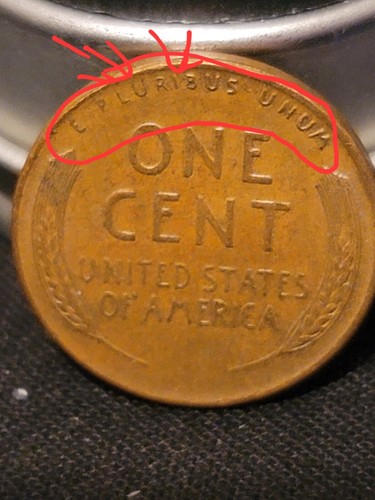 E PLURIBUS UNUM
ONE
CENT
UNITED STATES
OF AMERICA